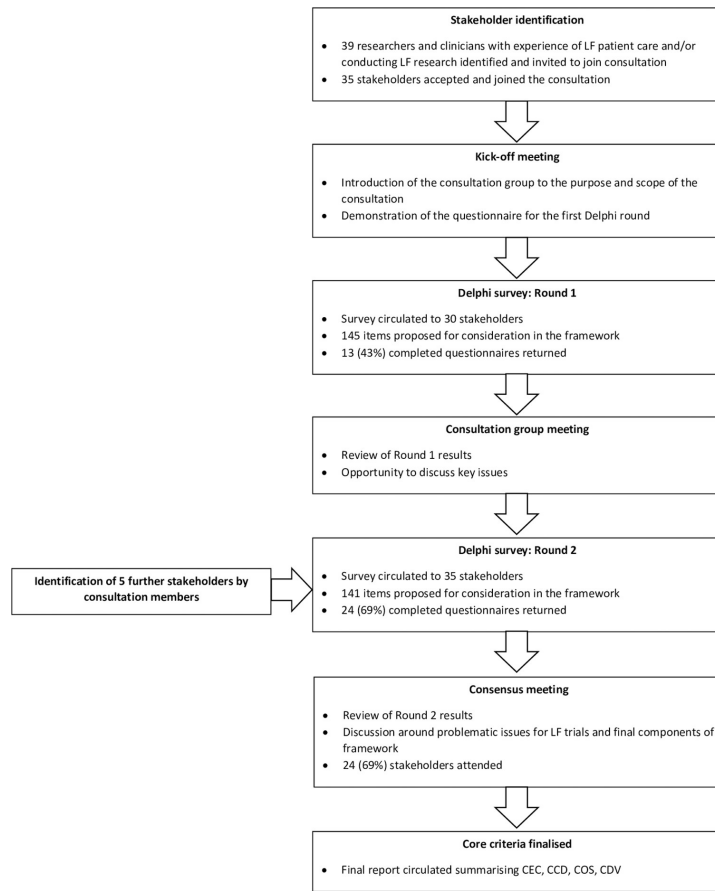 Stakeholder identification
• 39 researchers and clinicians with experience of LF patient care and/or
conducting LF research identified and invited to join consultation
• 35 stakeholders accepted and joined the consultation
Kick-off meeting
• Introduction of the consultation group to the purpose and scope of the
consultation
• Demonstration of the questionnaire for the first Delphi round
Delphi survey: Round 1
• Survey circulated to 30 stakeholders
• 145 items proposed for consideration in the framework
• 13 (43%) completed questionnaires returned
Consultation group meeting
• Review of Round 1 results
• Opportunity to discuss key issues
Identification of 5 further stakeholders by
consultation members
Delphi survey: Round 2
• Survey circulated to 35 stakeholders
• 141 items proposed for consideration in the framework
• 24 (69%) completed questionnaires returned
Consensus meeting
• Review of Round 2 results
• Discussion around problematic issues for LF trials and final components of
framework
• 24 (69%) stakeholders attended
Core criteria finalised
• Final report circulated summarising CEC, CCD, COS, CDV